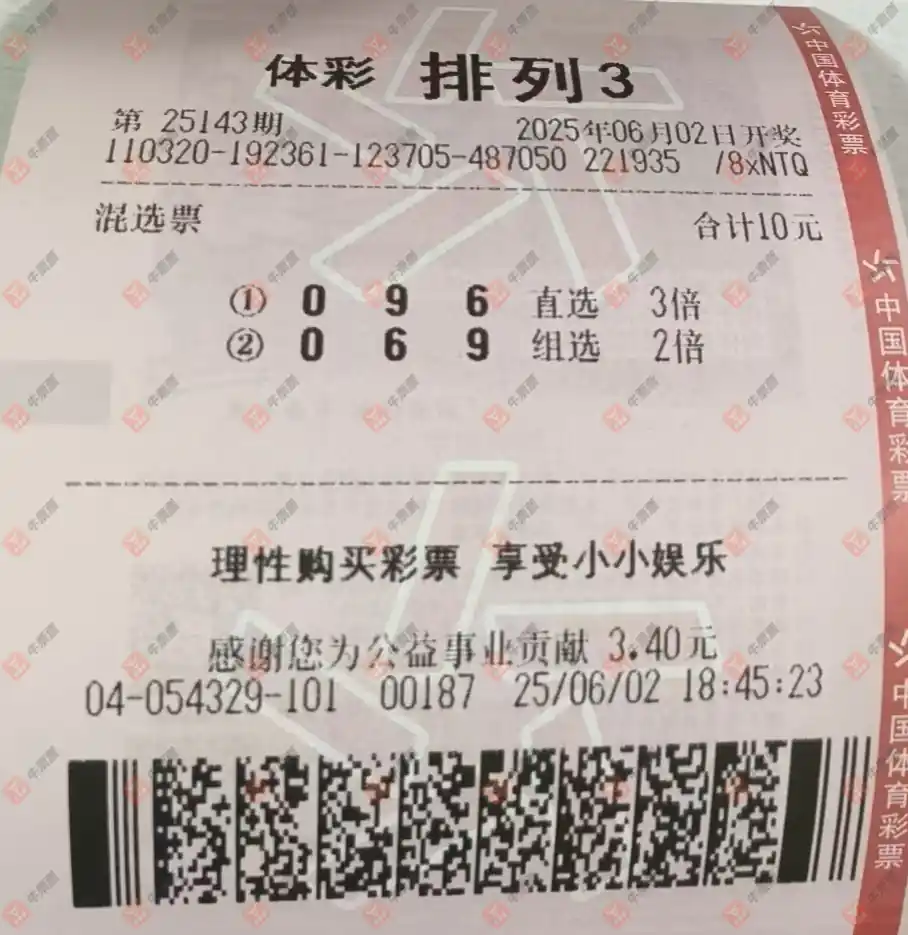 体彩 排列3
第 25143期 2025年06月02日开奖
110320-192361-123705-487050 221935 /8xNTQ
混选票 合计10元
① 0 9 6 直选 3倍
② 0 6 9 组选 2倍
理性购买彩票 享受小小娱乐
感谢您为公益事业贡献 3.40元
04-054329-101 00187 25/06/02 18:45:23
中国体育彩票
中国体育彩票
中国体育彩票